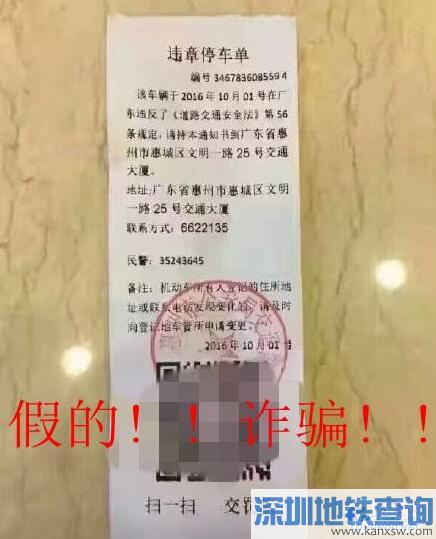 违章停车单
编号 346783608559４
该车辆于 2016 年 10 月 01 号在广
东违反了《道路交通安全法》第 56
条规定，请持本通知书到广东省惠
州市惠城区文明一路 25 号交通
大厦。
地址:广东省惠州市惠城区文明
一路 25 号交通大厦
联系方式：6622135
民警：35243645
备注：机动车所有人登记的住所地
址或联系电话发现变化的，请及时
向登记地车管所申请变更。
2016 年 10 月 01 号
假的！！诈骗！！
扫一扫 交
深圳地铁查询
www.kanxsw.com